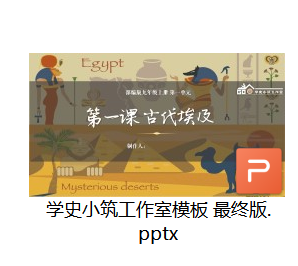 Egypt
部编版九年级上册 第一单元
第一课 古代埃及
制作人：
Mysterious deserts
P
学史小筑工作室模板 最终版.
pptx